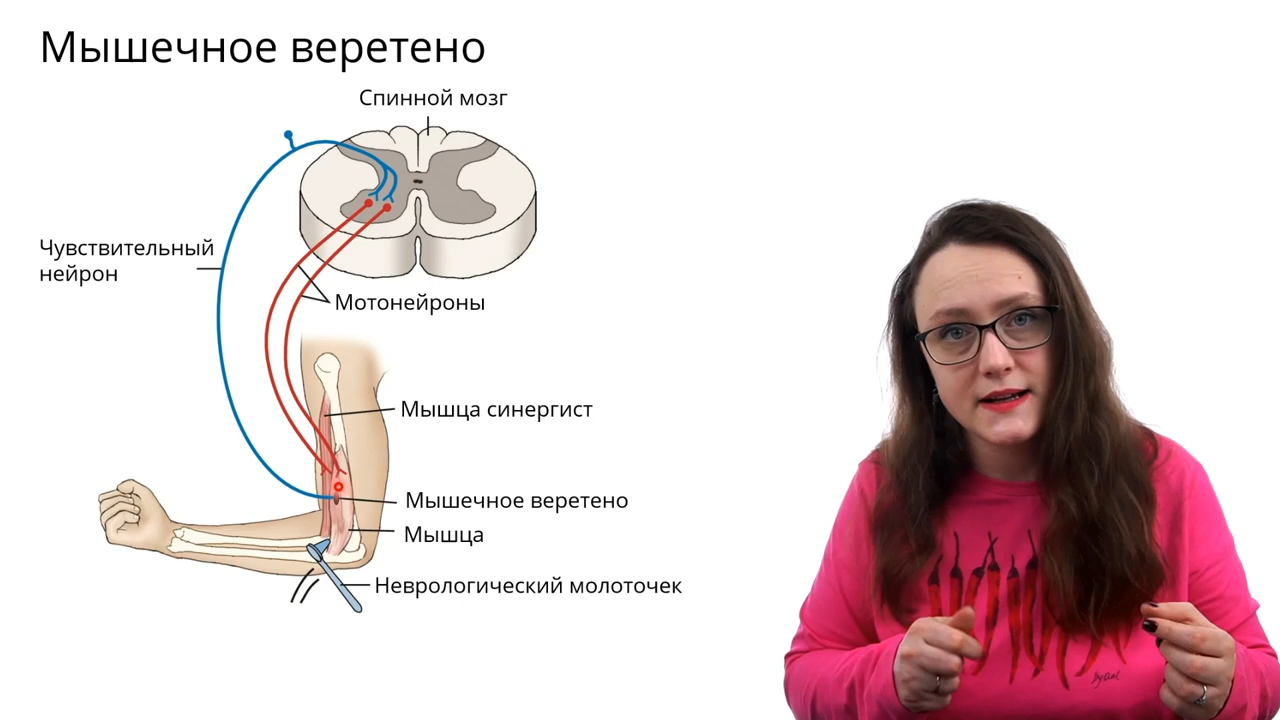 Мышечное веретено
Спинной мозг
Чувствительный
нейрон
Мотонейроны
Мышца синергист
Мышечное веретено
Мышца
Неврологический молоточек